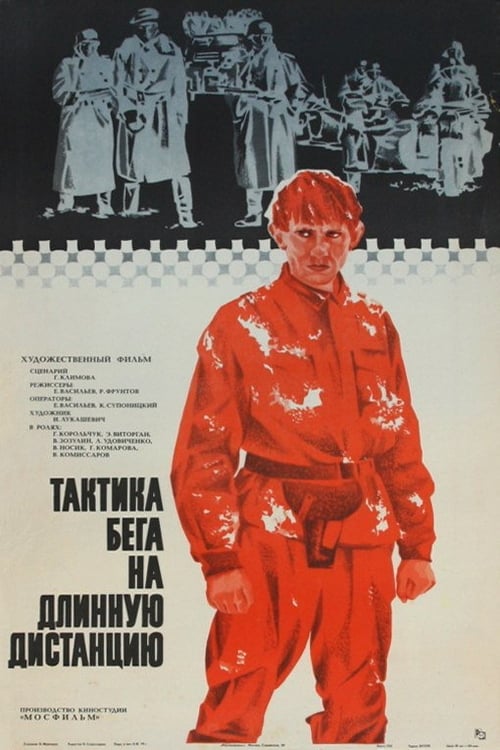 ХУДОЖЕСТВЕННЫЙ ФИЛЬМ
СЦЕНАРИЙ
Г. КЛИМОВА
РЕЖИССЕРЫ
Е. ВАСИЛЬЕВ, Р. ФРУНТОВ
ОПЕРАТОРЫ
Е. ВАСИЛЬЕВ, К. СУПОНИЦКИЙ
ХУДОЖНИК
И. ЛУКАШЕВИЧ
В РОЛЯХ:
Г. КОРОЛЬЧУК, Э. ВИТОРГАН,
В. ЗОЗУЛИН, Л. УДОВИЧЕНКО,
В. НОСИК, Г. КОМАРОВА,
В. КОМИССАРОВ
ТАКТИКА
БЕГА
НА
ДЛИННУЮ
ДИСТАНЦИЮ
ПРОИЗВОДСТВО КИНОСТУДИИ
"МОСФИЛЬМ"